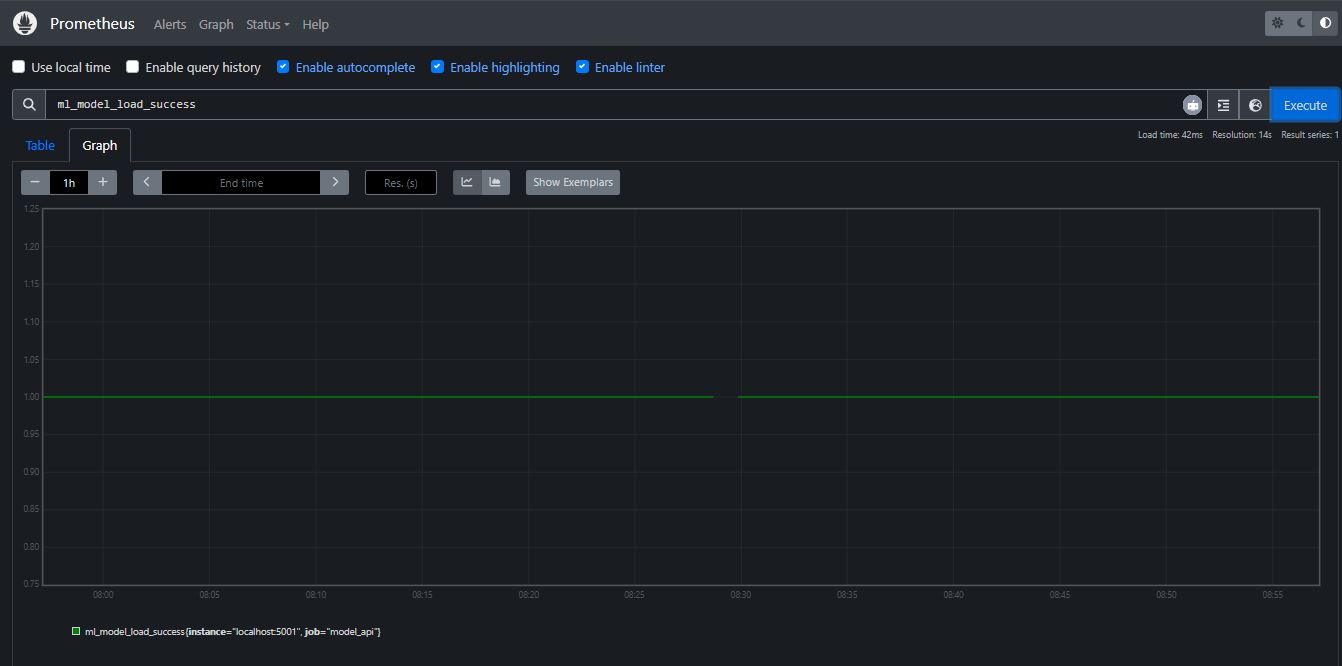 Prometheus Alerts Graph Status Help
Use local time Enable query history Enable autocomplete Enable highlighting Enable linter
ml_model_load_success Execute
Load time: 42ms Resolution: 14s Result series: 1
Table Graph
− 1h + End time Res. (s) Show Exemplars
1.25
1.20
1.15
1.10
1.05
1.00
0.95
0.90
0.85
0.80
0.75
08:00 08:05 08:10 08:15 08:20 08:25 08:30 08:35 08:40 08:45 08:50 08:55
ml_model_load_success{instance="localhost:5001", job="model_api"}